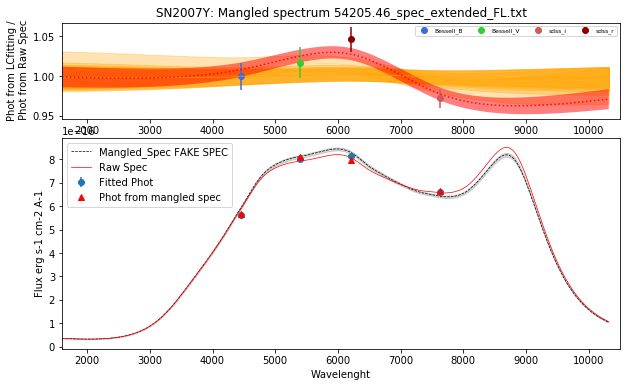 SN2007Y: Mangled spectrum 54205.46_spec_extended_FL.txt
Phot from LCfitting /
Phot from Raw Spec
1.05
1.00
0.95
Bessell_B
Bessell_V
sdss_i
sdss_r
2000 3000 4000 5000 6000 7000 8000 9000 10000
1e−16
Flux erg s-1 cm-2 A-1
8
7
6
5
4
3
2
1
0
Mangled_Spec FAKE SPEC
Raw Spec
Fitted Phot
Phot from mangled spec
2000 3000 4000 5000 6000 7000 8000 9000 10000
Wavelenght